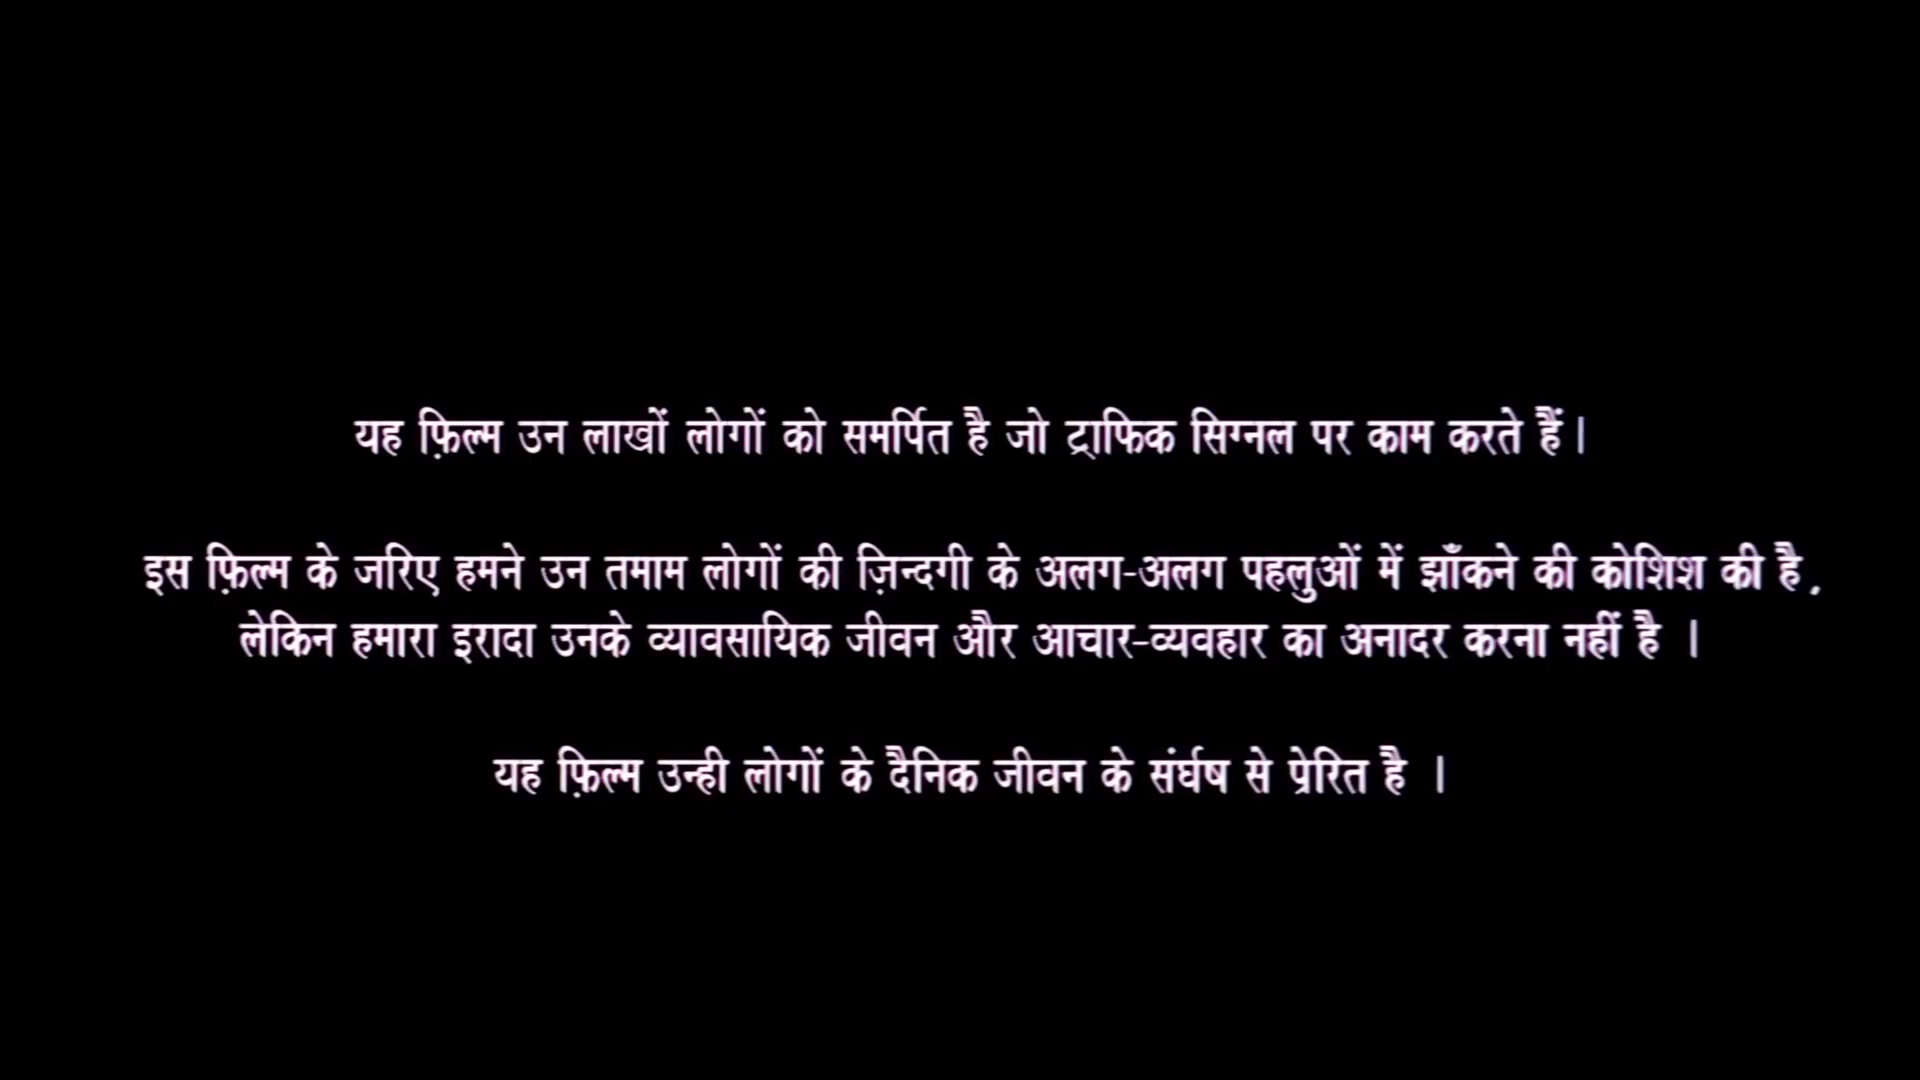 यह फ़िल्म उन लाखों लोगों को समर्पित है जो ट्राफिक सिग्नल पर काम करते हैं।
इस फ़िल्म के जरिए हमने उन तमाम लोगों की ज़िन्दगी के अलग-अलग पहलुओं में झाँकने की कोशिश की है,
लेकिन हमारा इरादा उनके व्यावसायिक जीवन और आचार-व्यवहार का अनादर करना नहीं है ।
यह फ़िल्म उन्ही लोगों के दैनिक जीवन के संर्घष से प्रेरित है ।